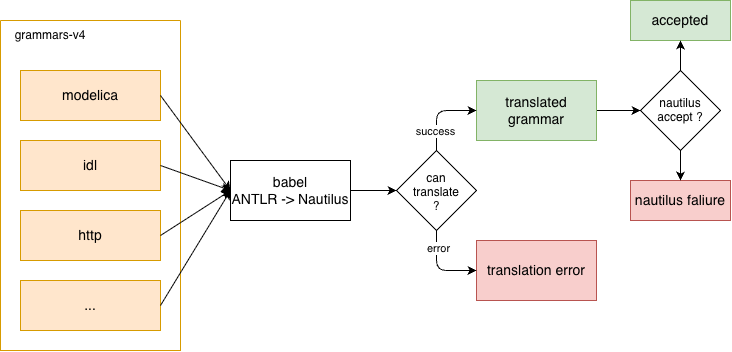 grammars-v4
modelica
idl
http
...
babel
ANTLR -> Nautilus
can
translate
?
success
error
translated
grammar
translation error
nautilus
accept ?
accepted
nautilus faliure